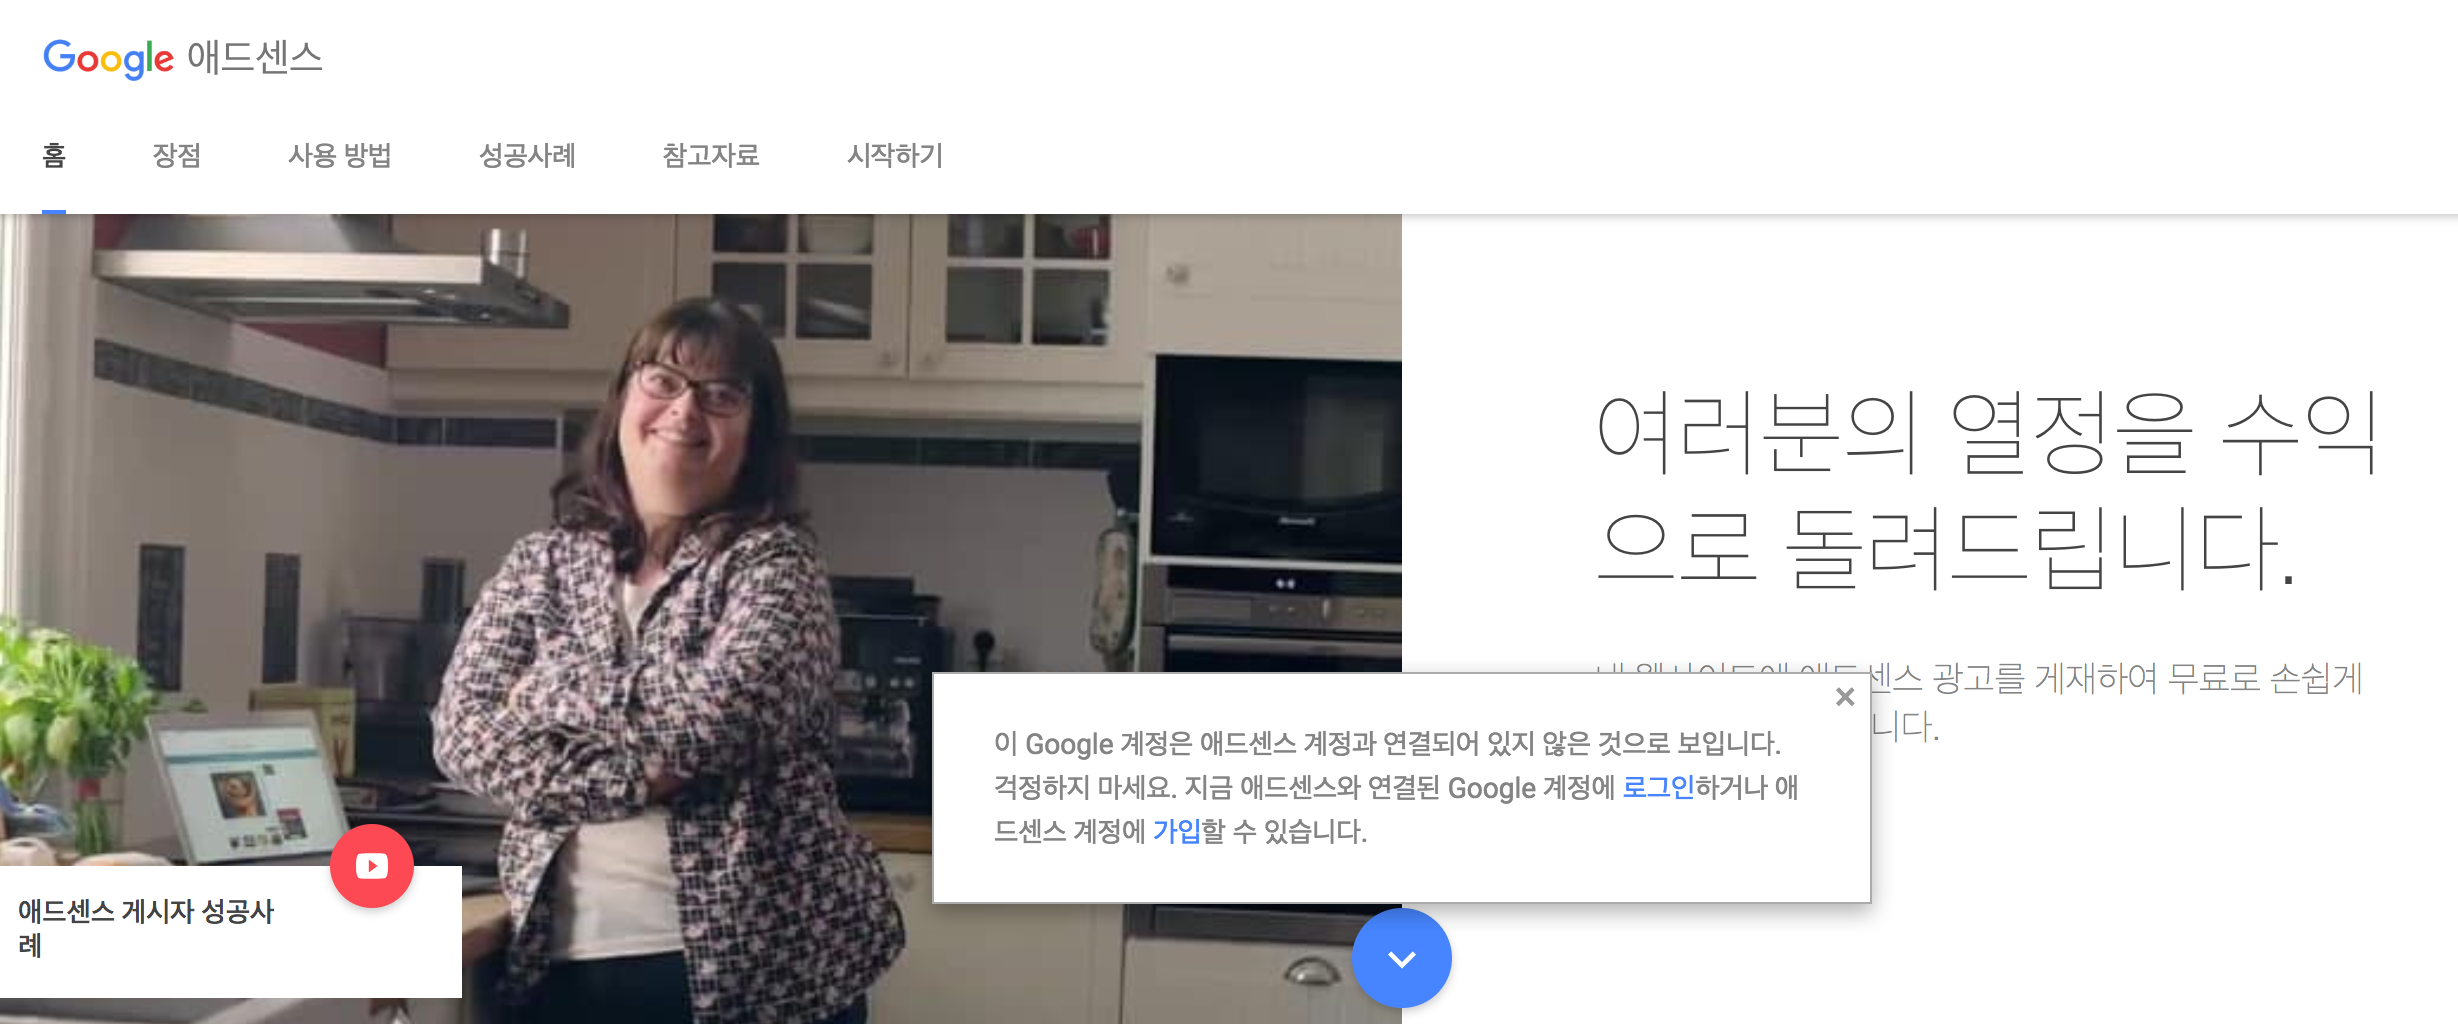 Google 애드센스
홈
장점
사용 방법
성공사례
참고자료
시작하기
여러분의 열정을 수익
으로 돌려드립니다.
광고를 게재하여 무료로 손쉽게
이 Google 계정은 애드센스 계정과 연결되어 있지 않은 것으로 보입니다.
걱정하지 마세요. 지금 애드센스와 연결된 Google 계정에 로그인하거나 애
드센스 계정에 가입할 수 있습니다.
애드센스 게시자 성공사
례